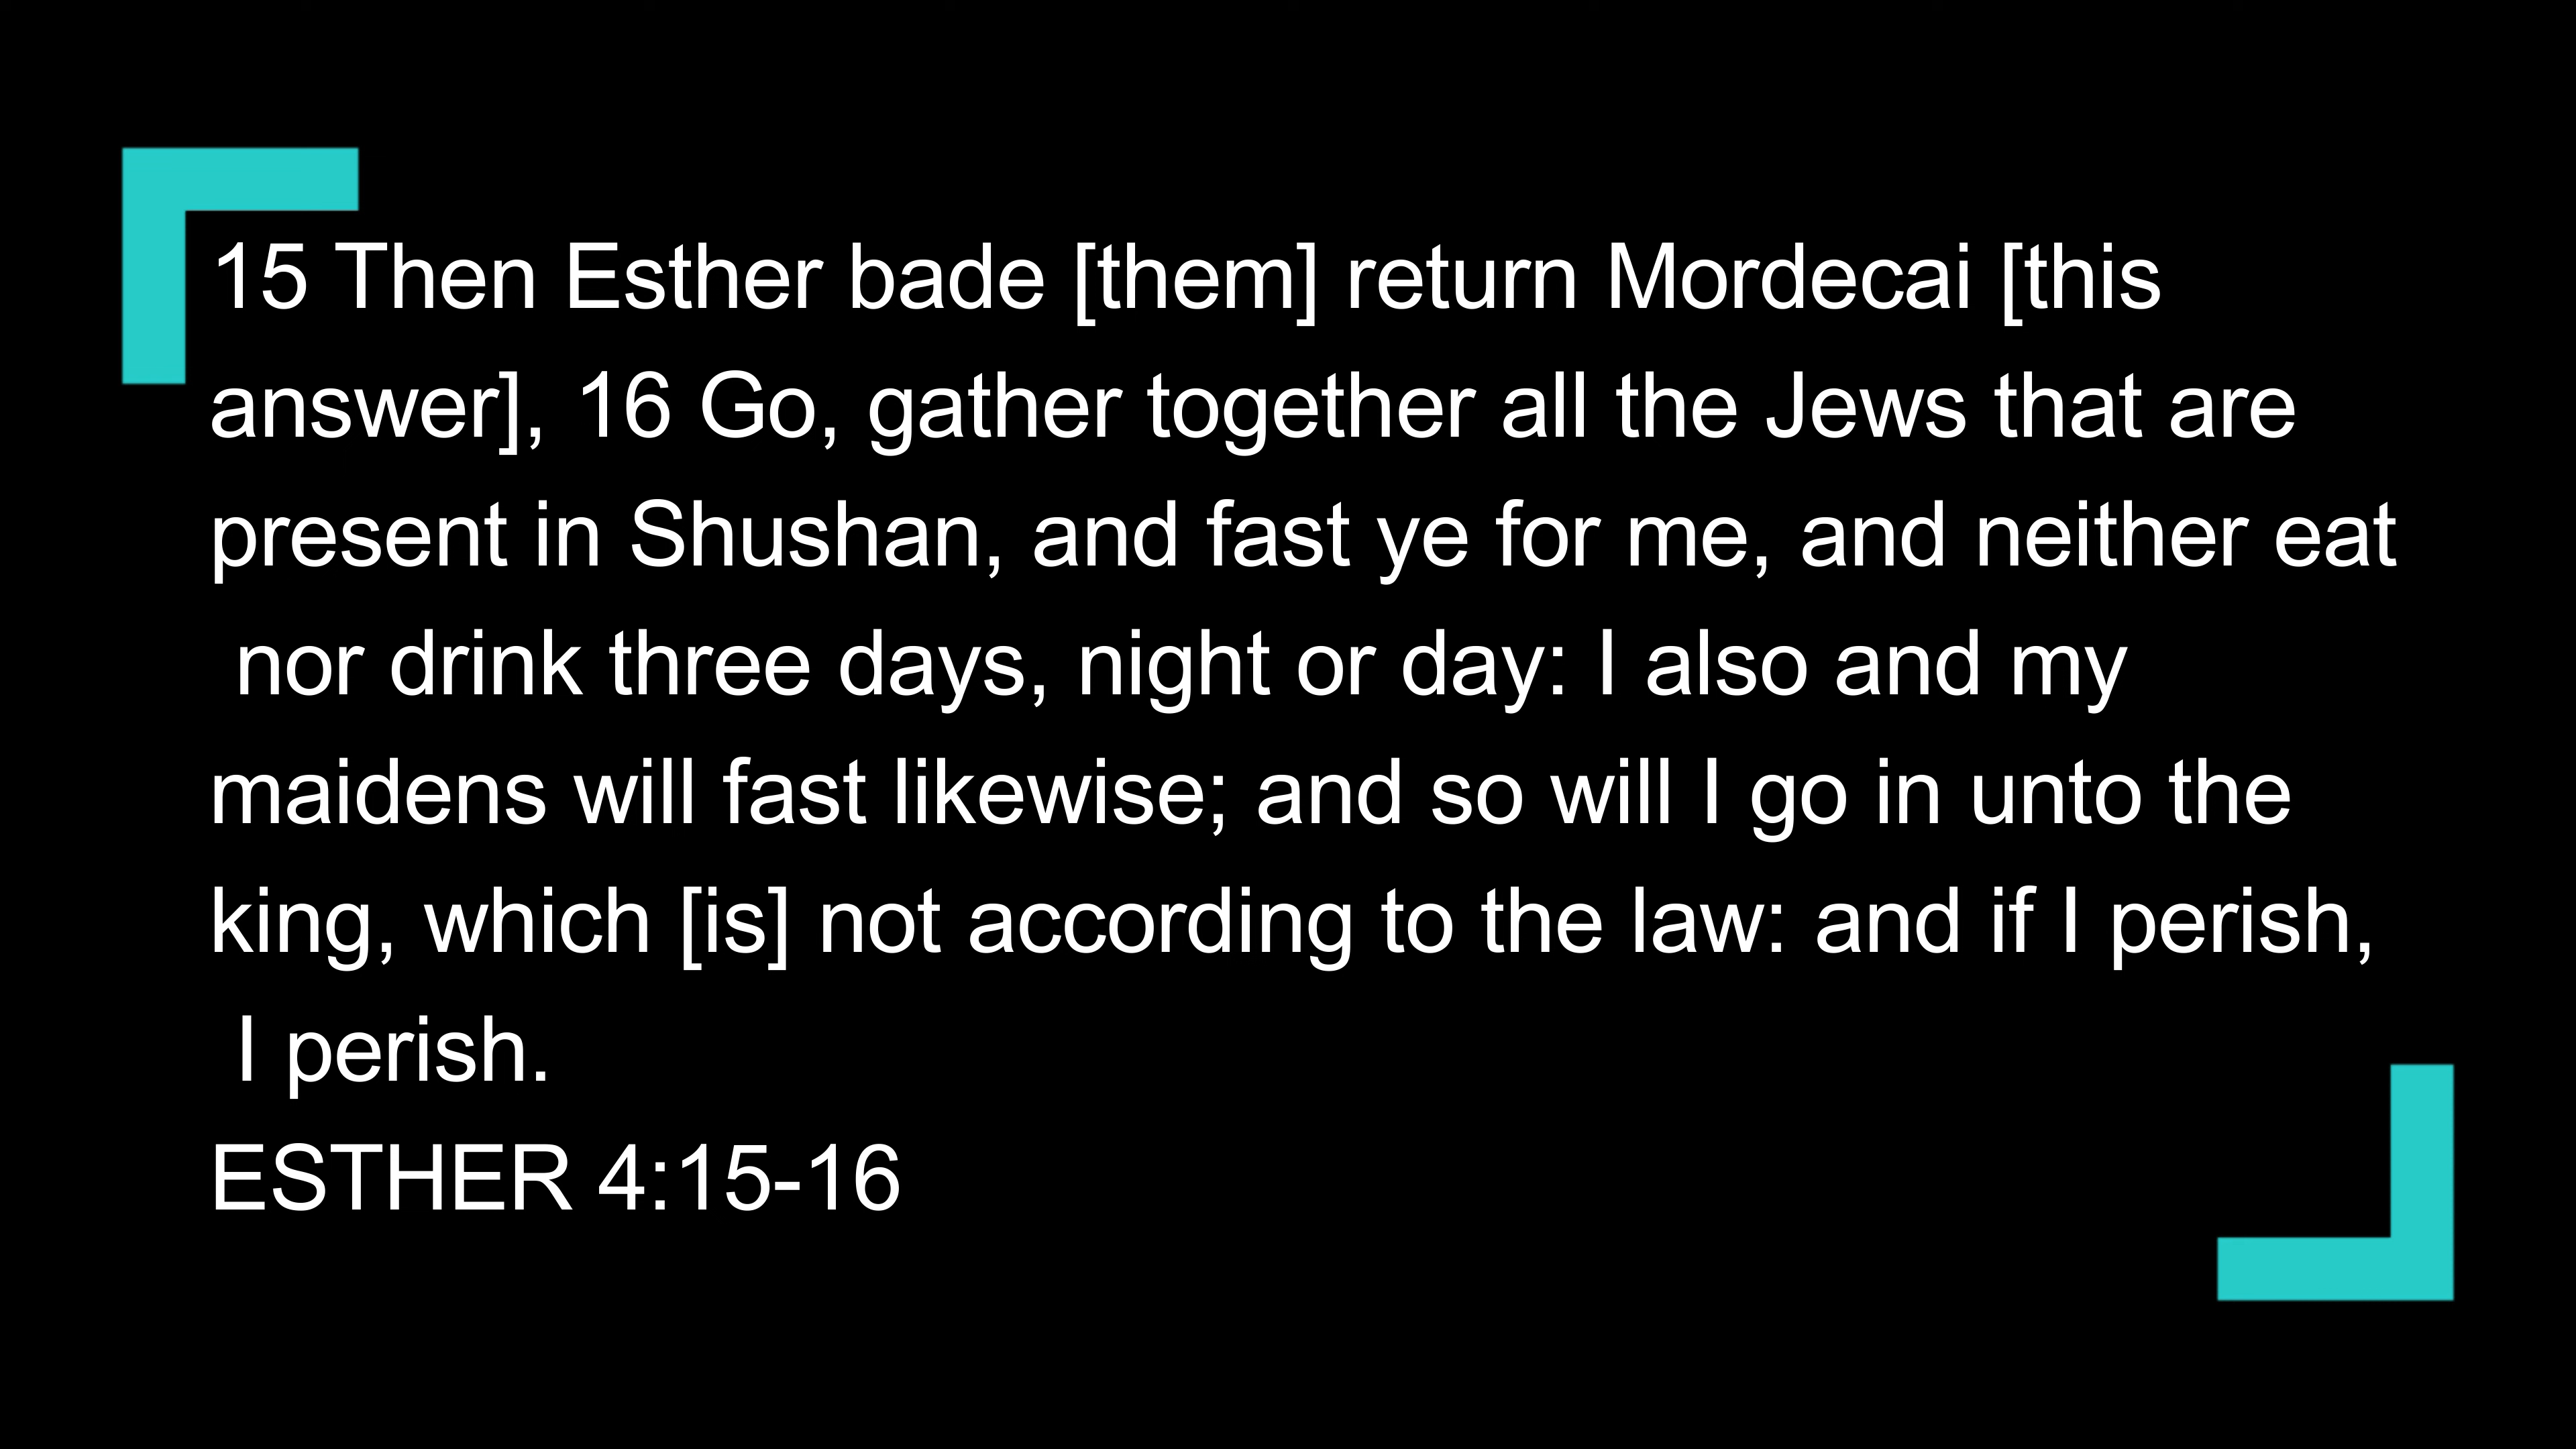 15 Then Esther bade [them] return Mordecai [this
answer], 16 Go, gather together all the Jews that are
present in Shushan, and fast ye for me, and neither eat
nor drink three days, night or day: I also and my
maidens will fast likewise; and so will I go in unto the
king, which [is] not according to the law: and if I perish,
I perish.
ESTHER 4:15-16